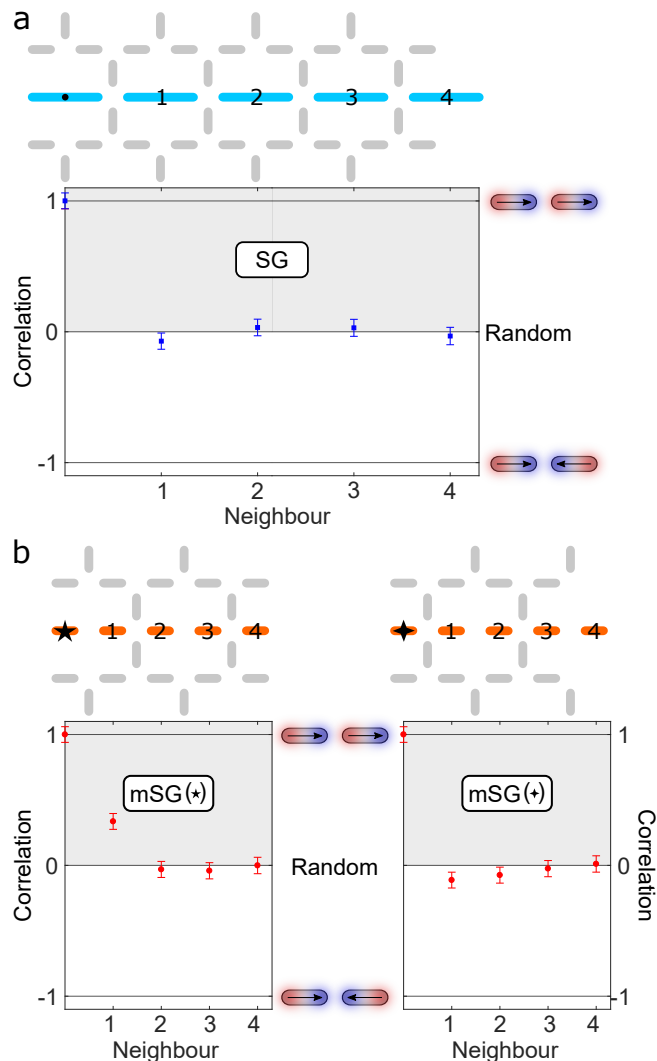 a
1 2 3 4
1
SG
0
Random
-1
Correlation
1 2 3 4
Neighbour
b
1 2 3 4
1 2 3 4
1
mSG(★)
0
-1
Correlation
1 2 3 4
Neighbour
Random
mSG(✦)
1
0
-1
Correlation
1 2 3 4
Neighbour